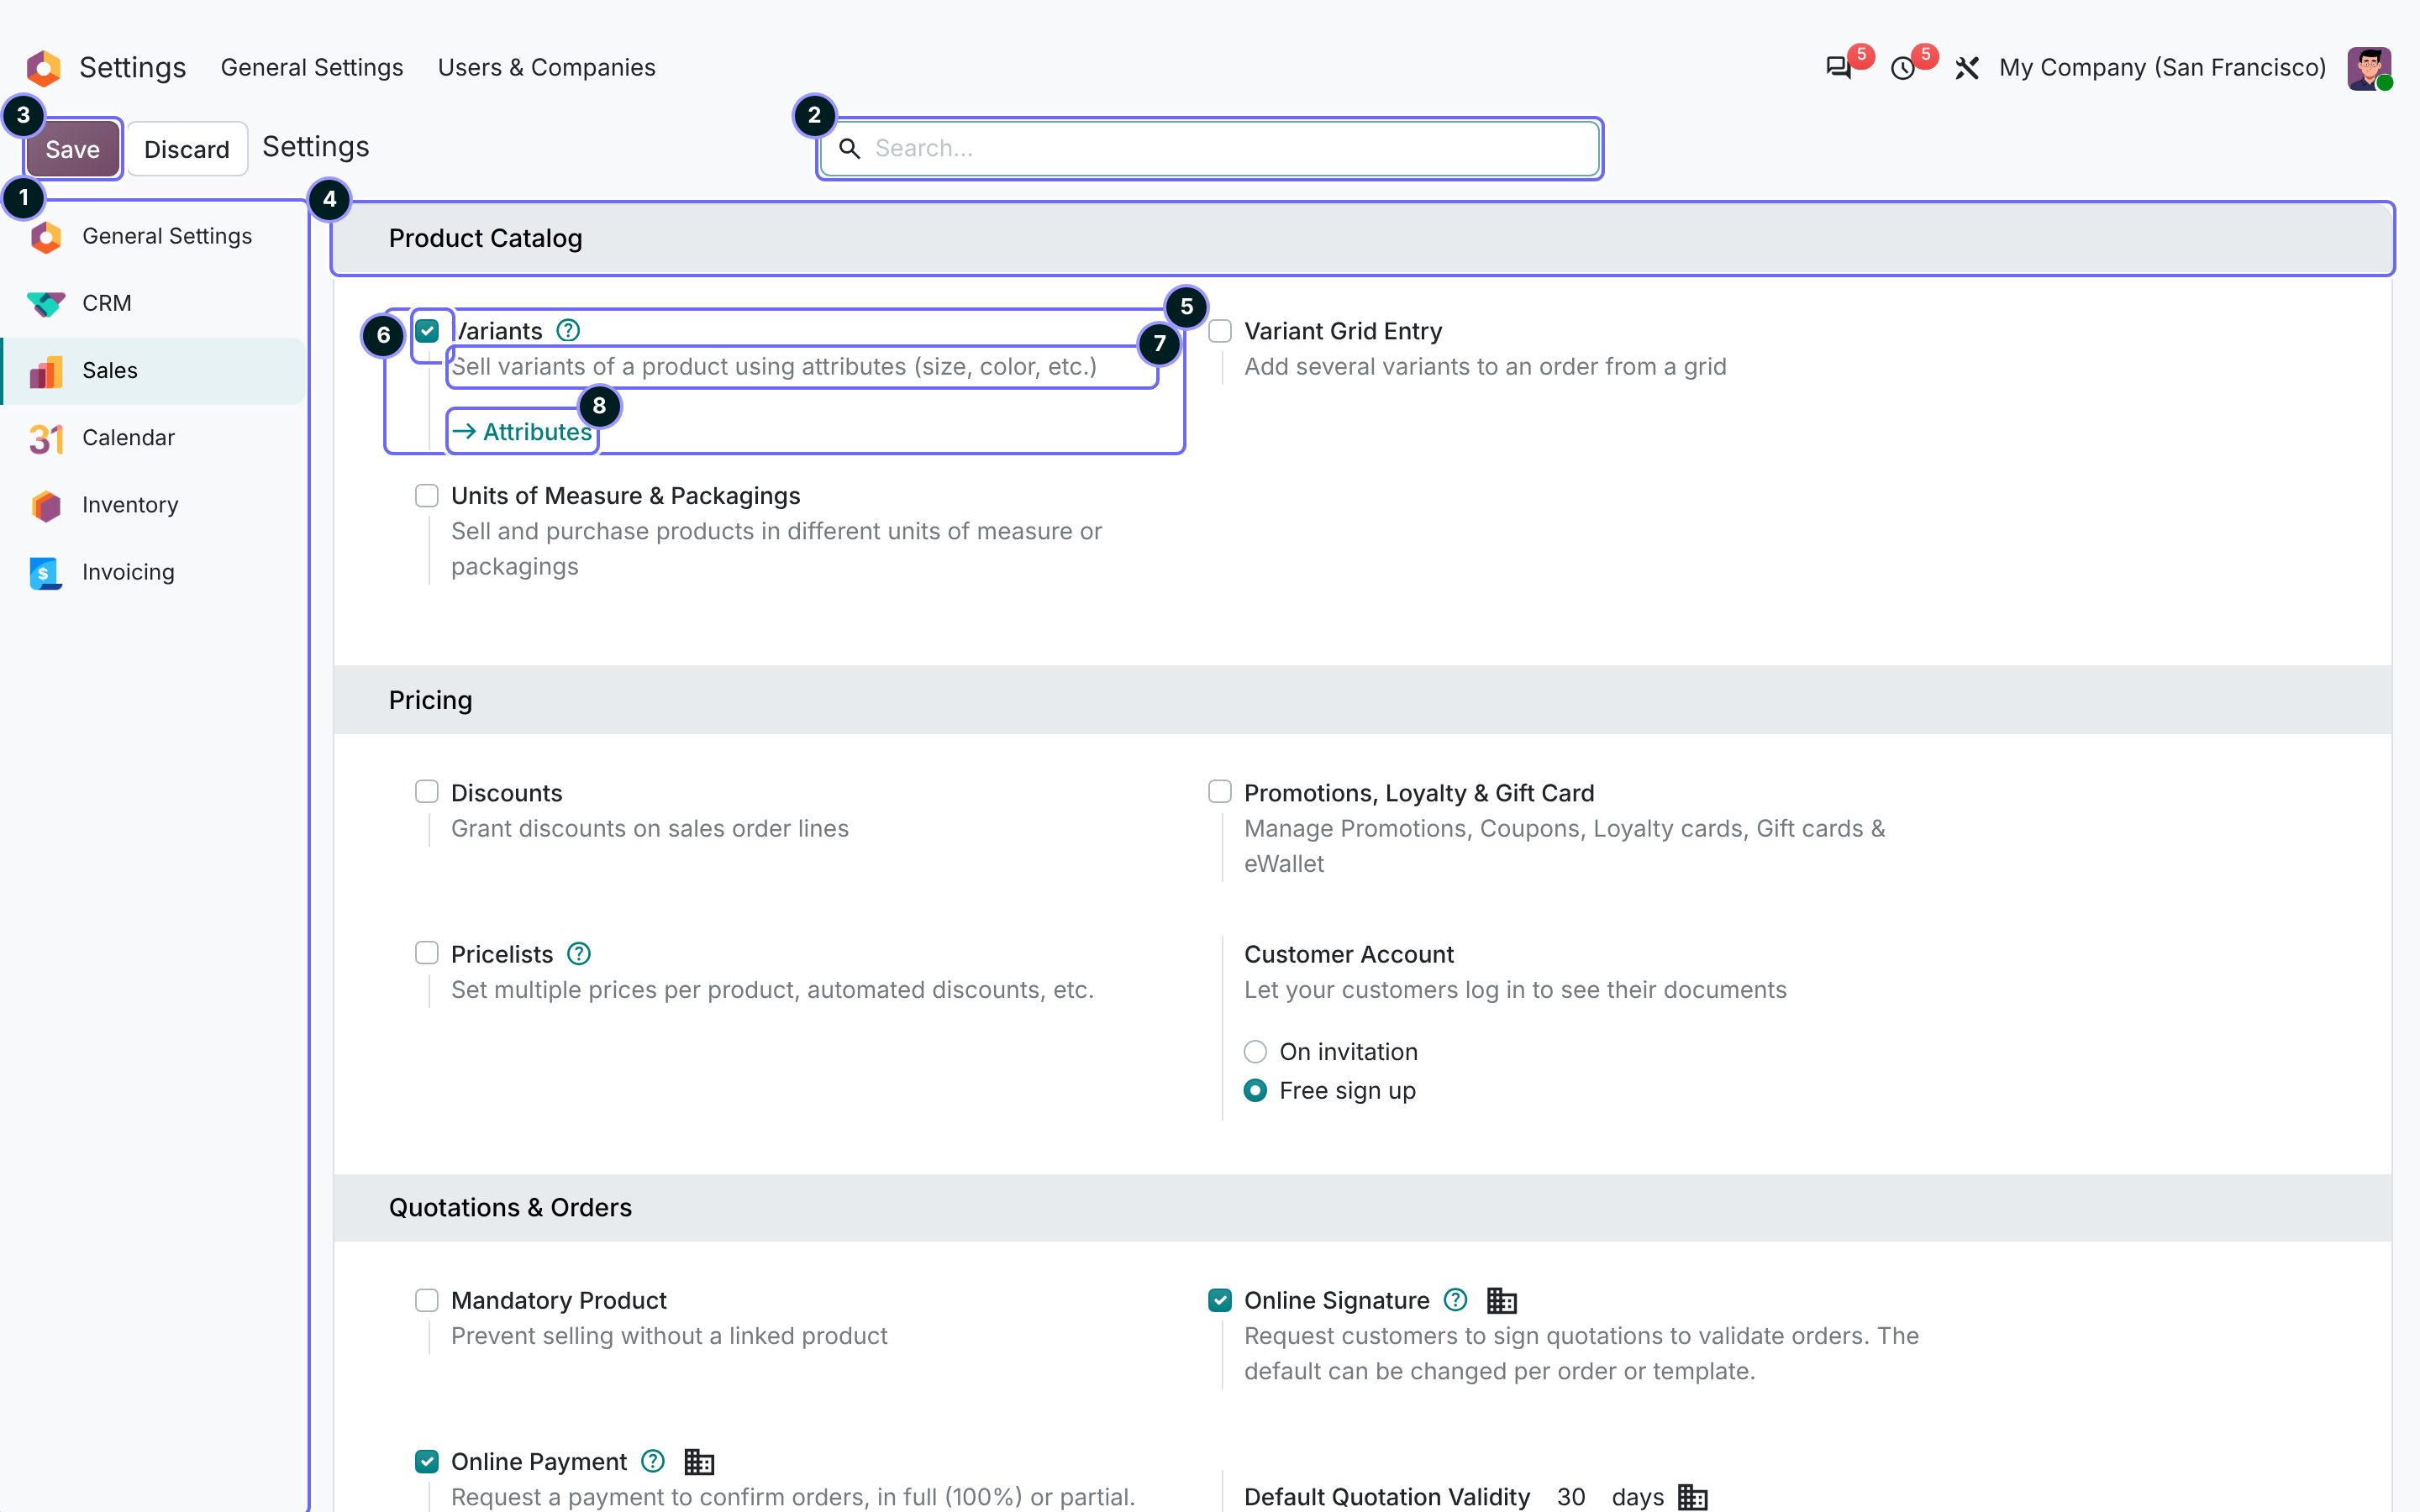 Settings General Settings Users & Companies 5 5 My Company (San Francisco)
3 2
Save Discard Settings Search...
1 4
General Settings
CRM
Sales
31 Calendar
Inventory
$ Invoicing
Product Catalog
5
6 Variants ?
7
Sell variants of a product using attributes (size, color, etc.)
8
→ Attributes
Variant Grid Entry
Add several variants to an order from a grid
Units of Measure & Packagings
Sell and purchase products in different units of measure or
packagings
Pricing
Discounts
Grant discounts on sales order lines
Promotions, Loyalty & Gift Card
Manage Promotions, Coupons, Loyalty cards, Gift cards &
eWallet
Pricelists ?
Set multiple prices per product, automated discounts, etc.
Customer Account
Let your customers log in to see their documents
On invitation
Free sign up
Quotations & Orders
Mandatory Product
Prevent selling without a linked product
Online Signature ?
Request customers to sign quotations to validate orders. The
default can be changed per order or template.
Online Payment ?
Request a payment to confirm orders, in full (100%) or partial.
Default Quotation Validity 30 days